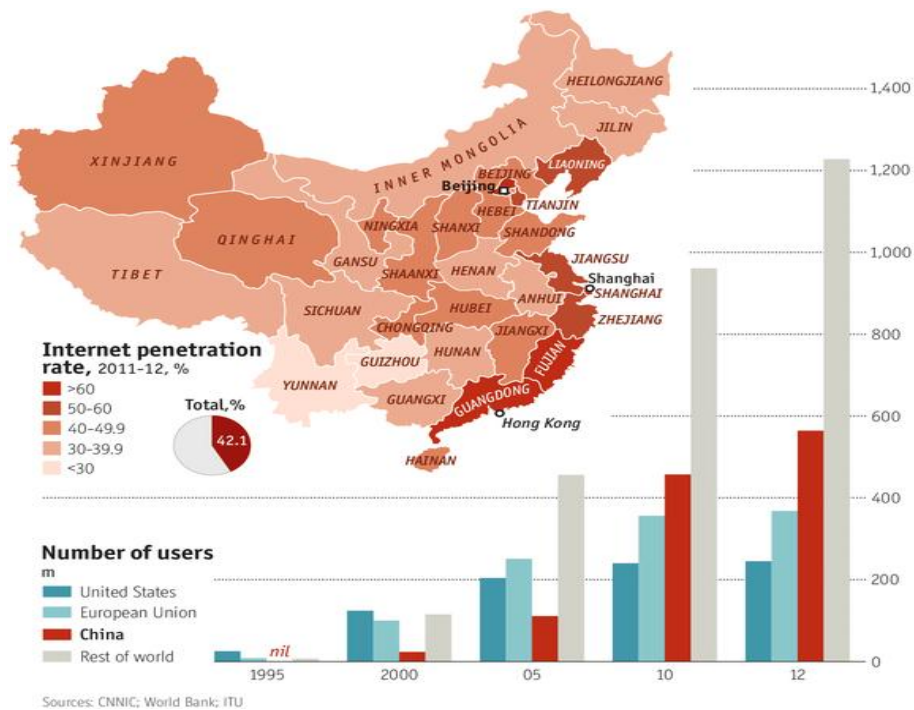 HEILONGJIANG
1,400
JILIN
XINJIANG
INNER MONGOLIA
LIAONING
BEIJING
1,200
Beijing
TIANJIN
HEBEI
NINGXIA
SHANXI
SHANDONG
QINGHAI
GANSU
JIANGSU
1,000
TIBET
SHAANXI
HENAN
Shanghai
ANHUI
SHANGHAI
SICHUAN
HUBEI
ZHEJIANG
CHONGQING
JIANGXI
800
Internet penetration
rate, 2011-12, %
>60
50-60
40-49.9
30-39.9
<30
Total,%
42.1
GUIZHOU
HUNAN
FUJIAN
YUNNAN
GUANGXI
GUANGDONG
600
Hong Kong
HAINAN
400
Number of users
m
United States
European Union
China
Rest of world
200
nil
0
1995
2000
05
10
12
Sources: CNNIC; World Bank; ITU